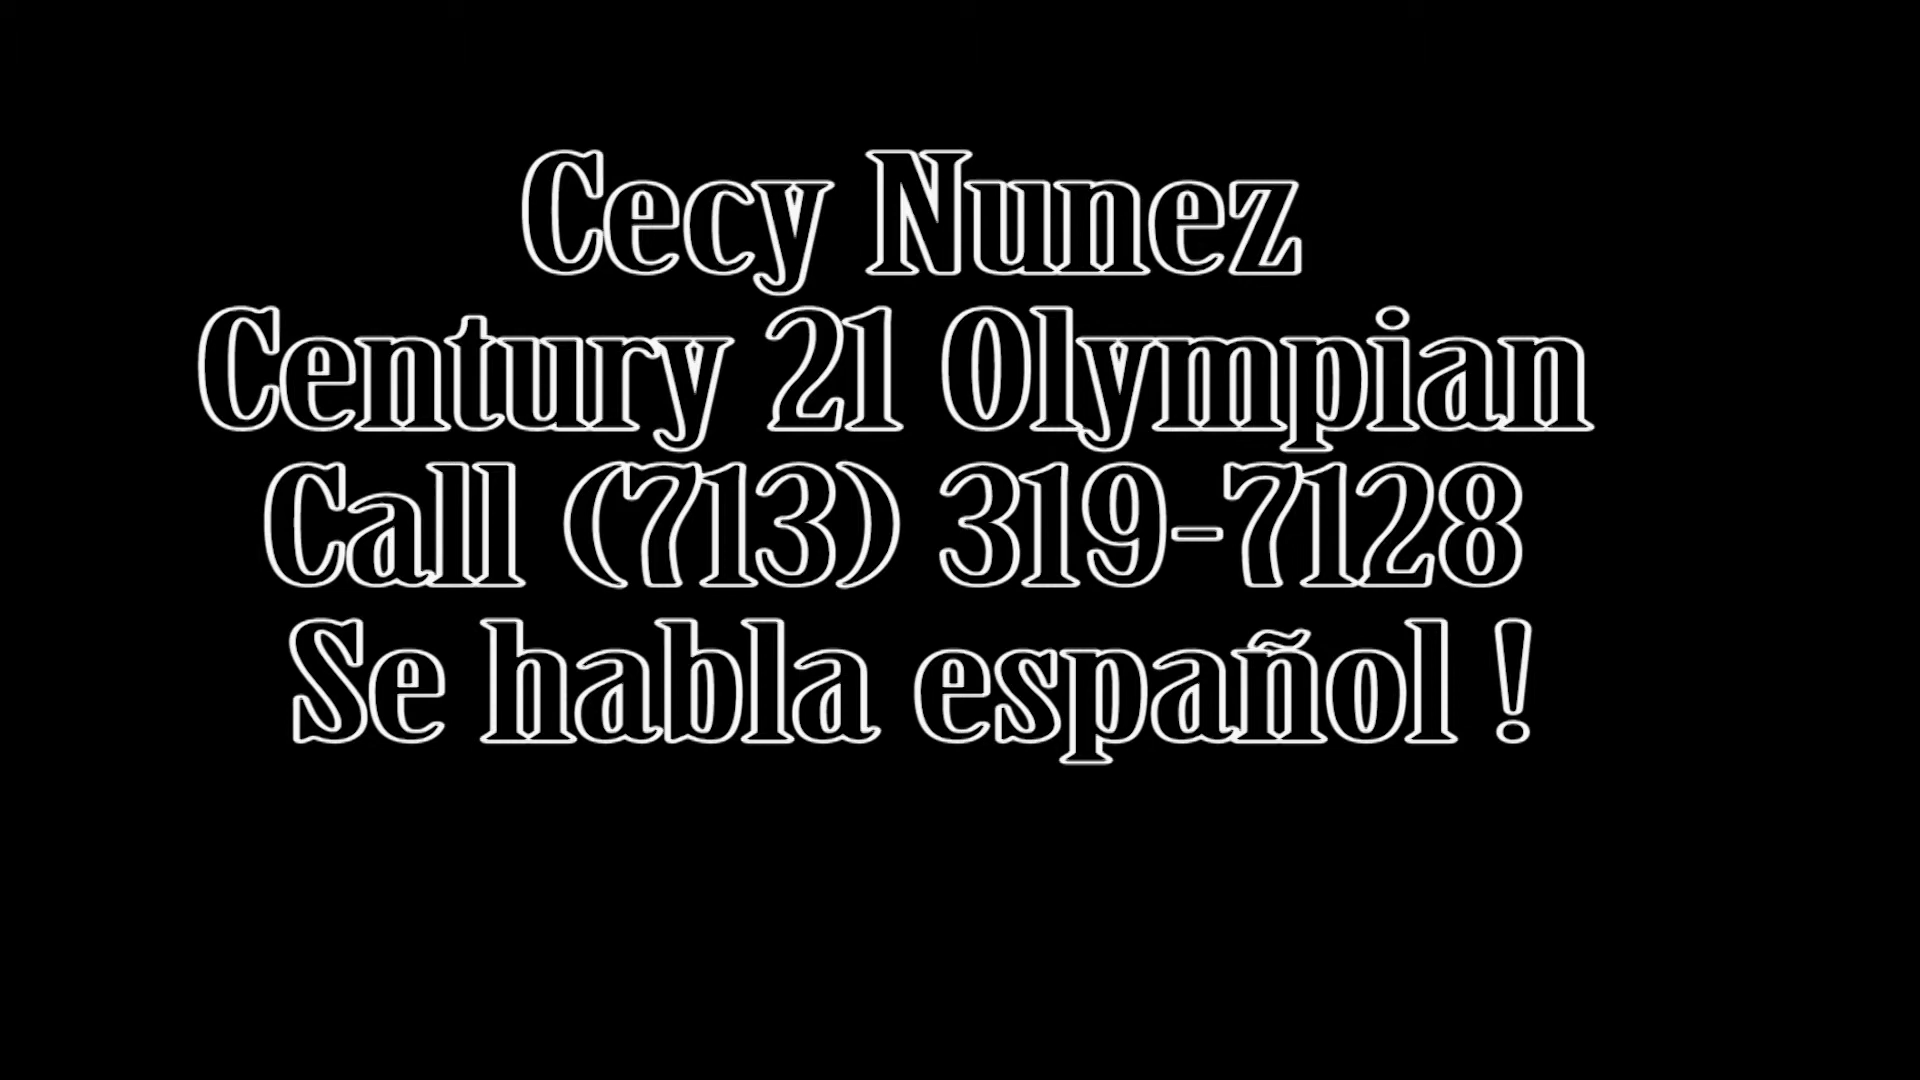 Cecy Nunez
Century 21 Olympian
Call (713) 319-7128
Se habla español !